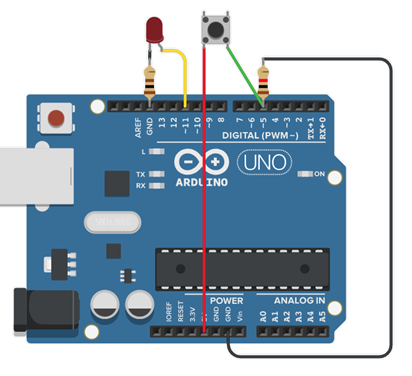 AREF
GND
13
12
~11
~10
~9
8
7
~6
~5
4
~3
2
TX→1
RX←0
DIGITAL (PWM~)
L
TX
RX
UNO
ARDUINO
ON
POWER
ANALOG IN
IOREF
RESET
3.3V
GND
GND
Vin
A0
A1
A2
A3
A4
A5